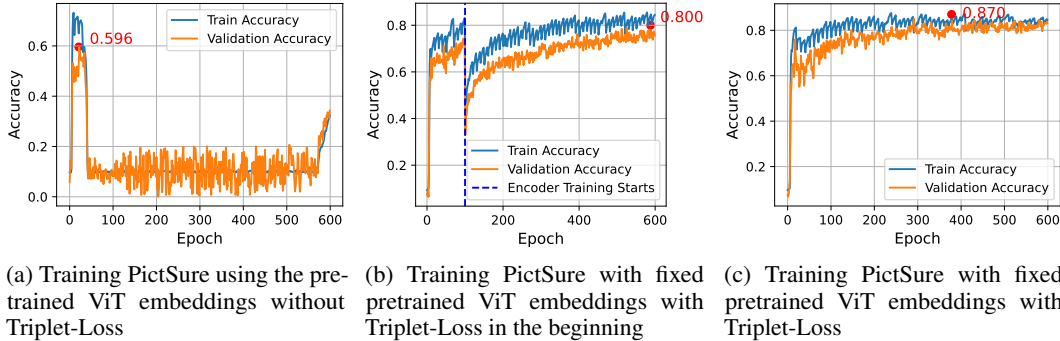 0.596
Train Accuracy
Validation Accuracy
0.6
0.4
0.2
0.0
Accuracy
0 100 200 300 400 500 600
Epoch
(a) Training PictSure using the pre-
trained ViT embeddings without
Triplet-Loss
0.800
0.8
0.6
0.4
0.2
Accuracy
Train Accuracy
Validation Accuracy
Encoder Training Starts
0 200 400 600
Epoch
(b) Training PictSure with fixed
pretrained ViT embeddings with
Triplet-Loss in the beginning
0.870
0.8
0.6
0.4
0.2
Accuracy
Train Accuracy
Validation Accuracy
0 100 200 300 400 500 600
Epoch
(c) Training PictSure with fixed
pretrained ViT embeddings with
Triplet-Loss